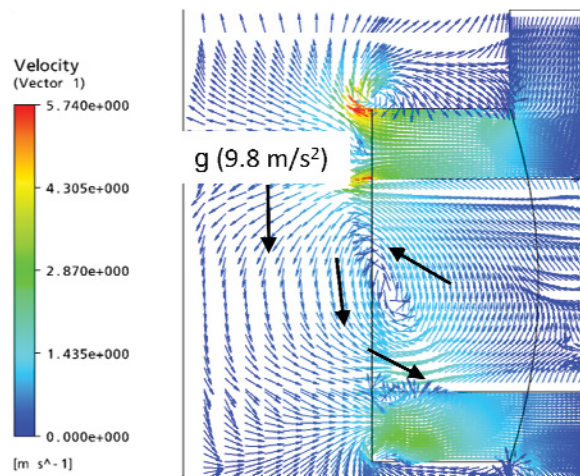 Velocity
(Vector 1)
5.740e+000
4.305e+000
2.870e+000
1.435e+000
0.000e+000
[m s^-1]
g (9.8 m/s²)